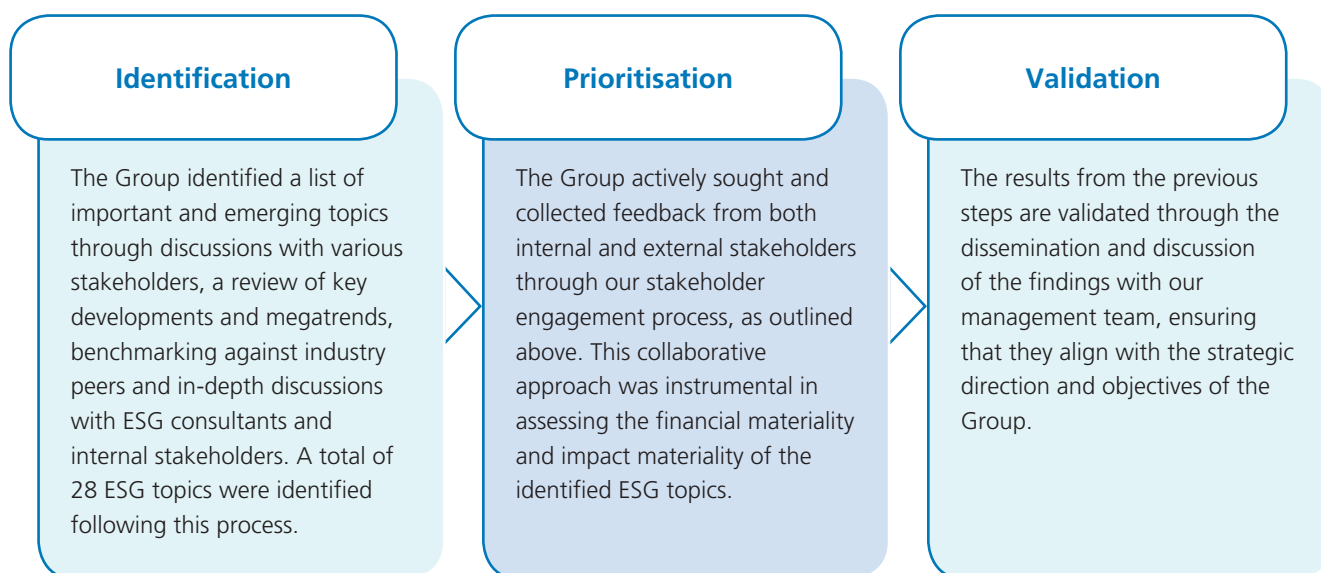 Identification
The Group identified a list of
important and emerging topics
through discussions with various
stakeholders, a review of key
developments and megatrends,
benchmarking against industry
peers and in-depth discussions
with ESG consultants and
internal stakeholders. A total of
28 ESG topics were identified
following this process.
Prioritisation
The Group actively sought and
collected feedback from both
internal and external stakeholders
through our stakeholder
engagement process, as outlined
above. This collaborative
approach was instrumental in
assessing the financial materiality
and impact materiality of the
identified ESG topics.
Validation
The results from the previous
steps are validated through the
dissemination and discussion
of the findings with our
management team, ensuring
that they align with the strategic
direction and objectives of the
Group.